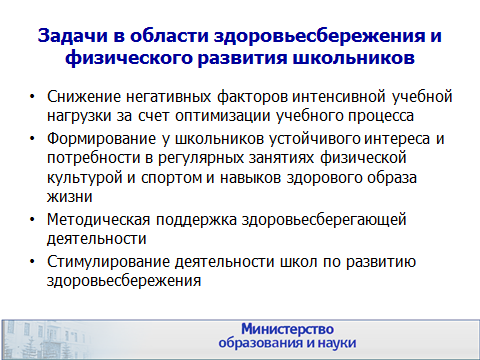 Задачи в области здоровьесбережения и
физического развития школьников
• Снижение негативных факторов интенсивной учебной
нагрузки за счет оптимизации учебного процесса
• Формирование у школьников устойчивого интереса и
потребности в регулярных занятиях физической
культурой и спортом и навыков здорового образа
жизни
• Методическая поддержка здоровьесберегающей
деятельности
• Стимулирование деятельности школ по развитию
здоровьесбережения
Министерство
образования и науки